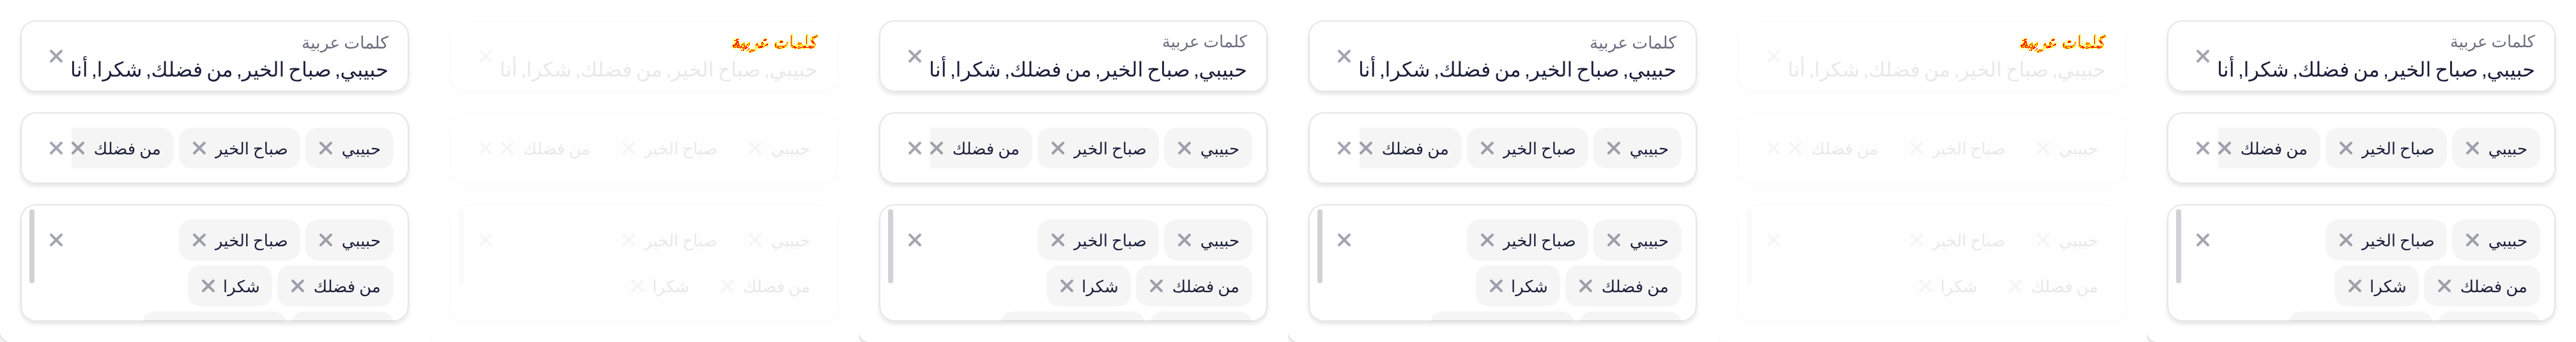 كلمات عربية
حبيبي, صباح الخير, من فضلك, شكرا, أنا
حبيبي صباح الخير من فضلك
حبيبي صباح الخير
من فضلك شكرا
كلمات عربية
حبيبي, صباح الخير, من فضلك, شكرا, أنا
حبيبي صباح الخير من فضلك
حبيبي صباح الخير
من فضلك شكرا
كلمات عربية
حبيبي, صباح الخير, من فضلك, شكرا, أنا
حبيبي صباح الخير من فضلك
حبيبي صباح الخير
من فضلك شكرا
كلمات عربية
حبيبي, صباح الخير, من فضلك, شكرا, أنا
حبيبي صباح الخير من فضلك
حبيبي صباح الخير
من فضلك شكرا
كلمات عربية
حبيبي, صباح الخير, من فضلك, شكرا, أنا
حبيبي صباح الخير من فضلك
حبيبي صباح الخير
من فضلك شكرا
كلمات عربية
حبيبي, صباح الخير, من فضلك, شكرا, أنا
حبيبي صباح الخير من فضلك
حبيبي صباح الخير
من فضلك شكرا